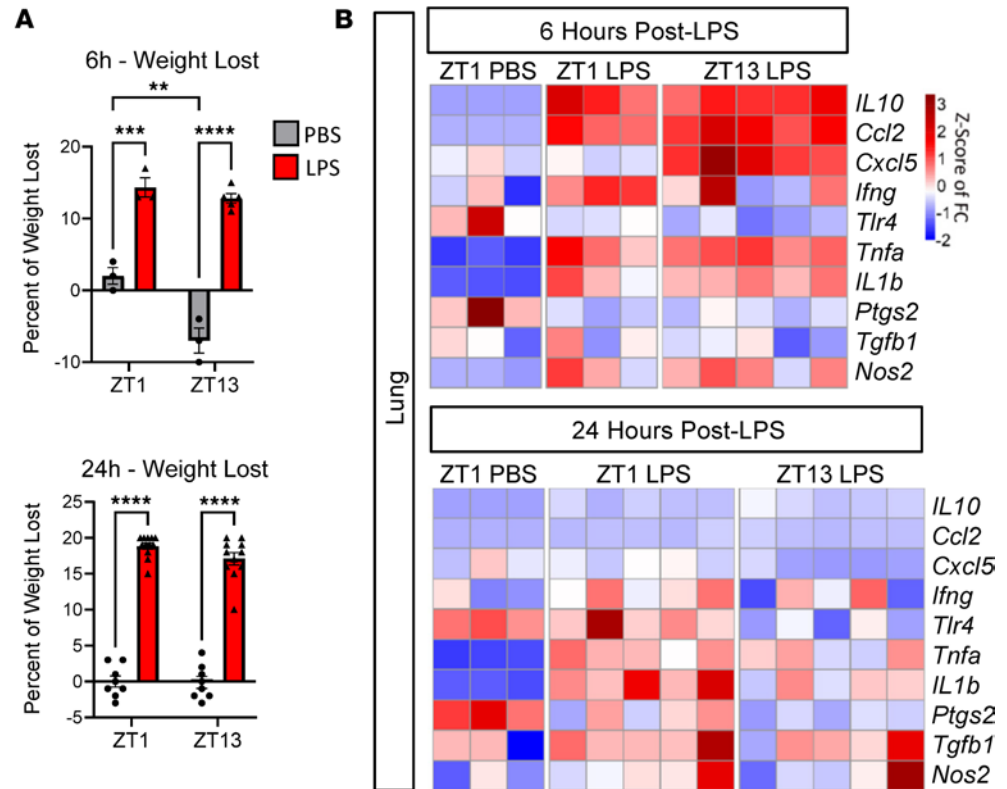 A
6h - Weight Lost
**
***
****
PBS
LPS
Percent of Weight Lost
20
10
0
-10
ZT1
ZT13
24h - Weight Lost
****
****
Percent of Weight Lost
25
20
15
10
5
0
-5
ZT1
ZT13
B
Lung
6 Hours Post-LPS
ZT1 PBS
ZT1 LPS
ZT13 LPS
IL10
Ccl2
Cxcl5
Ifng
Tlr4
Tnfa
IL1b
Ptgs2
Tgfb1
Nos2
3
2
1
0
-1
-2
Z-Score of FC
24 Hours Post-LPS
ZT1 PBS
ZT1 LPS
ZT13 LPS
IL10
Ccl2
Cxcl5
Ifng
Tlr4
Tnfa
IL1b
Ptgs2
Tgfb1
Nos2